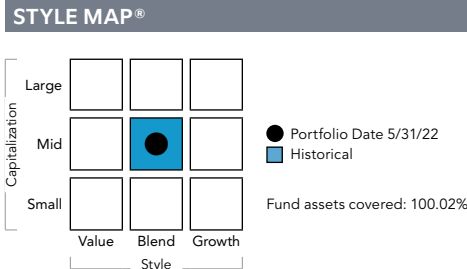 STYLE MAP®
Large
Mid
Small
Capitalization
Value Blend Growth
Style
Portfolio Date 5/31/22
Historical
Fund assets covered: 100.02%